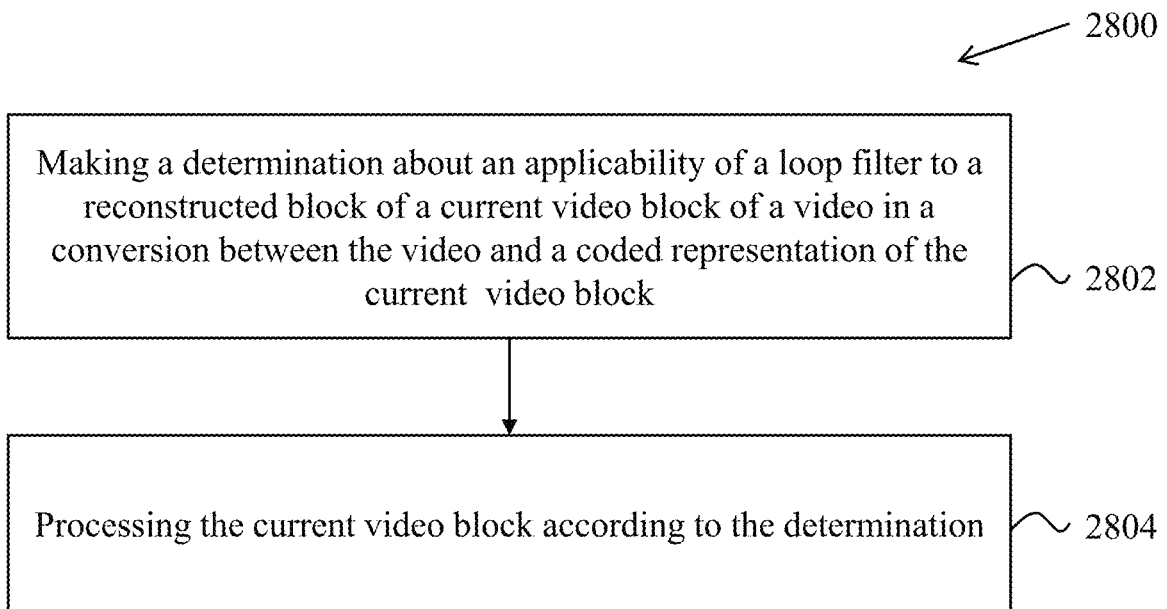 2800
Making a determination about an applicability of a loop filter to a
reconstructed block of a current video block of a video in a
conversion between the video and a coded representation of the
current video block
2802
Processing the current video block according to the determination
2804